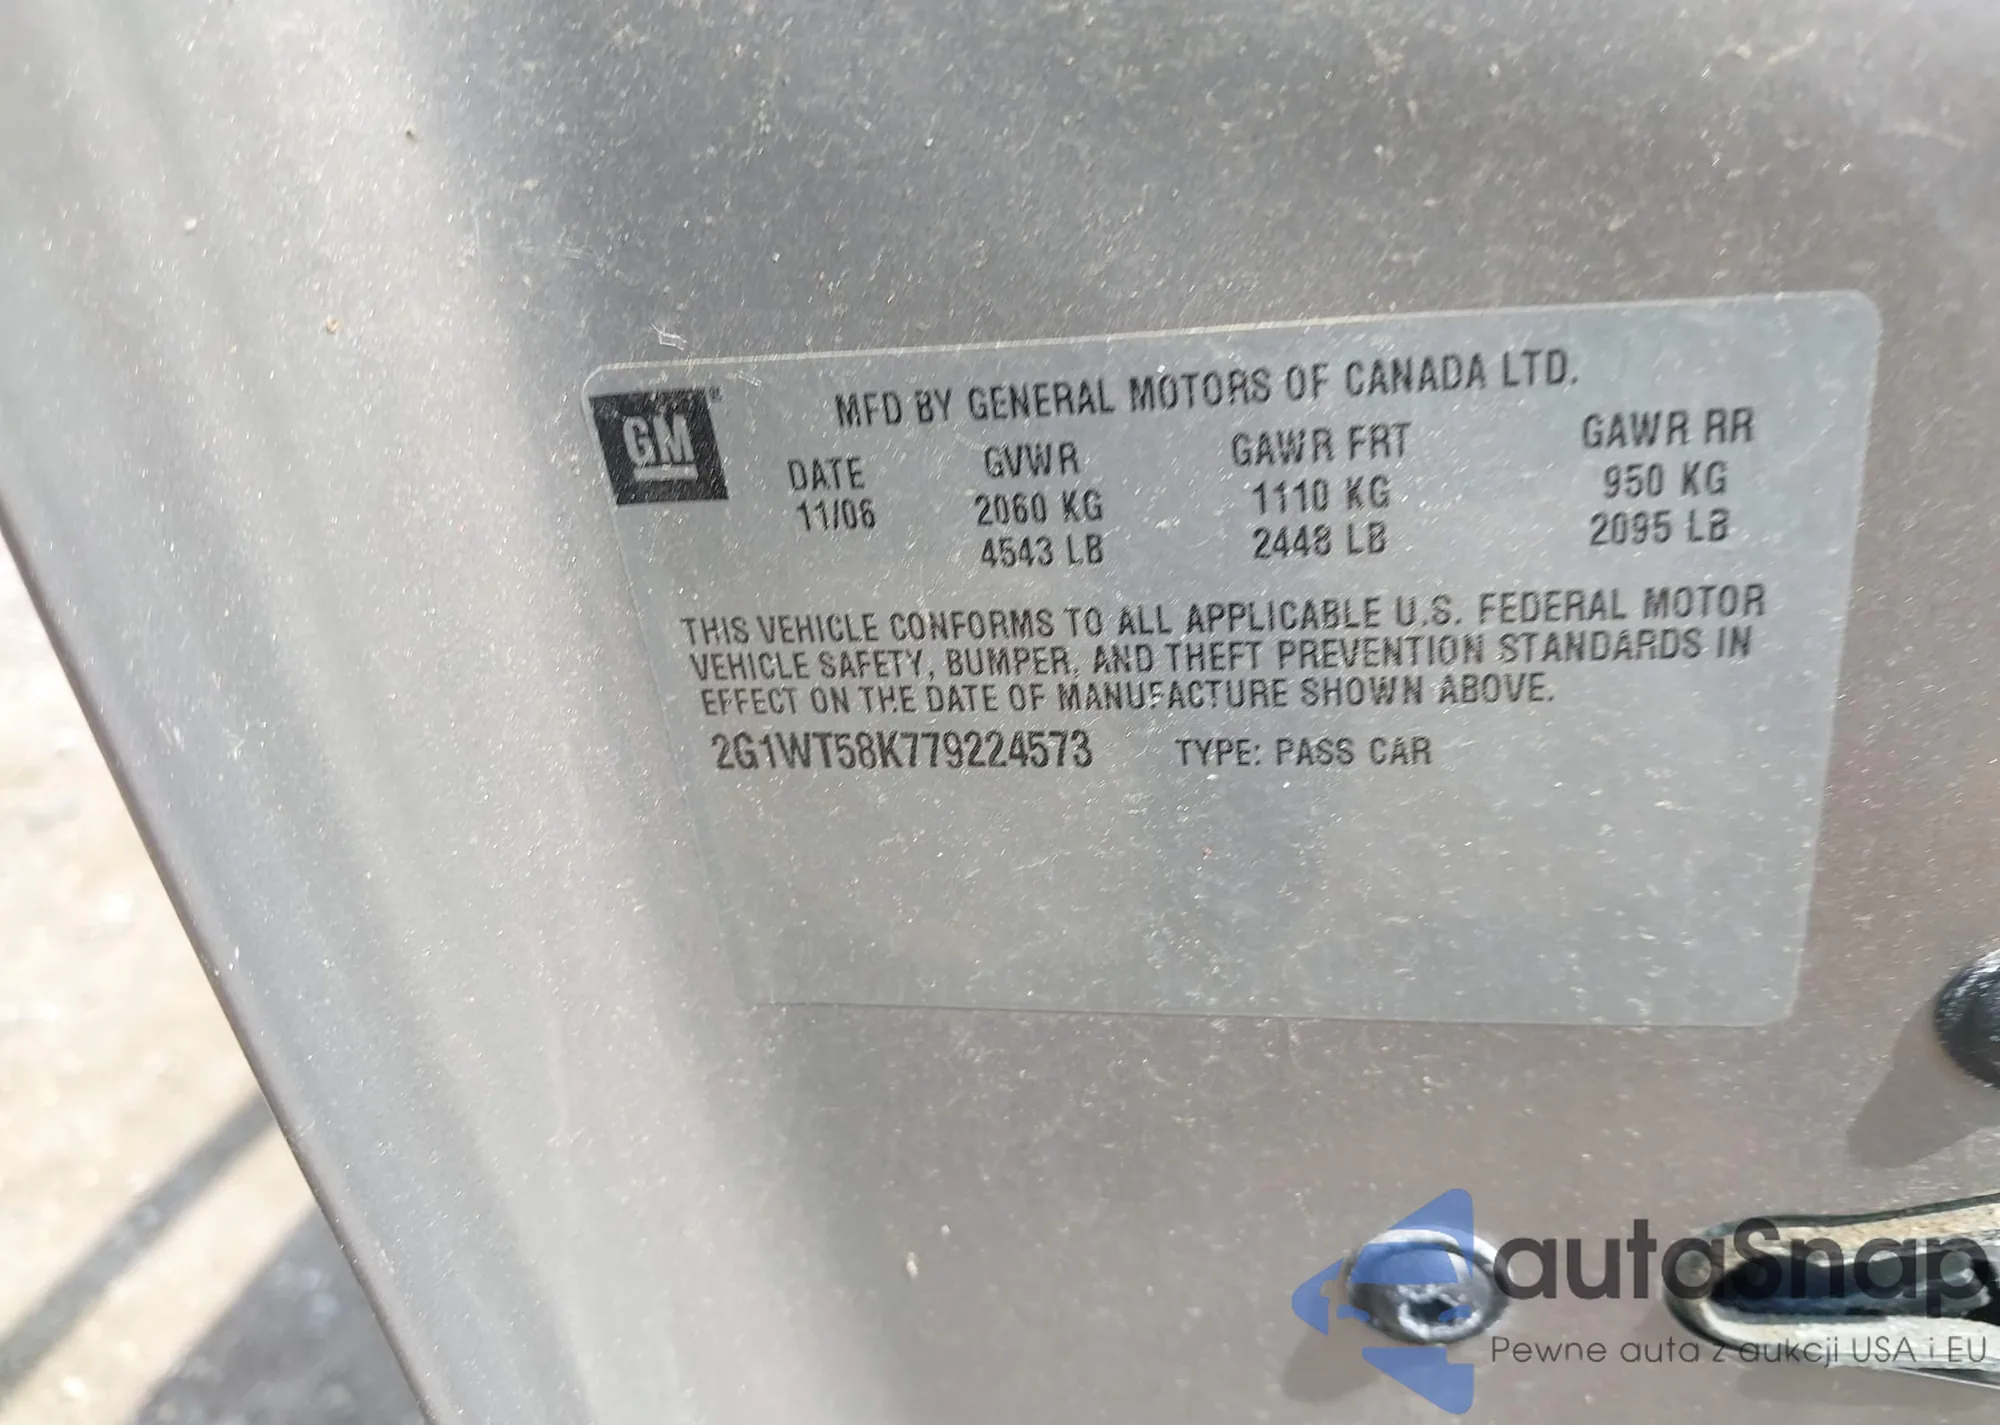 GM®
MFD BY GENERAL MOTORS OF CANADA LTD.
DATE GVWR GAWR FRT GAWR RR
11/06 2060 KG 1110 KG 950 KG
4543 LB 2448 LB 2095 LB
THIS VEHICLE CONFORMS TO ALL APPLICABLE U.S. FEDERAL MOTOR
VEHICLE SAFETY, BUMPER, AND THEFT PREVENTION STANDARDS IN
EFFECT ON THE DATE OF MANUFACTURE SHOWN ABOVE.
2G1WT58K779224573 TYPE: PASS CAR
autoSnap
Pewne auta z aukcji USA i EU